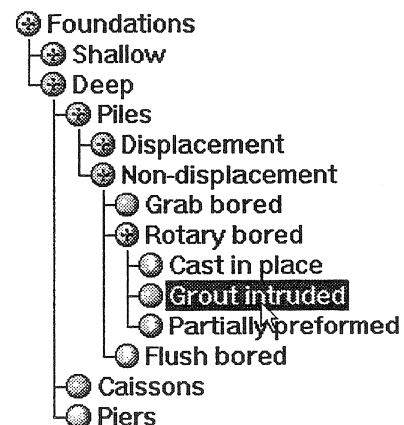 Foundations
Shallow
Deep
Piles
Displacement
Non-displacement
Grab bored
Rotary bored
Cast in place
Grout intruded
Partially preformed
Flush bored
Caissons
Piers